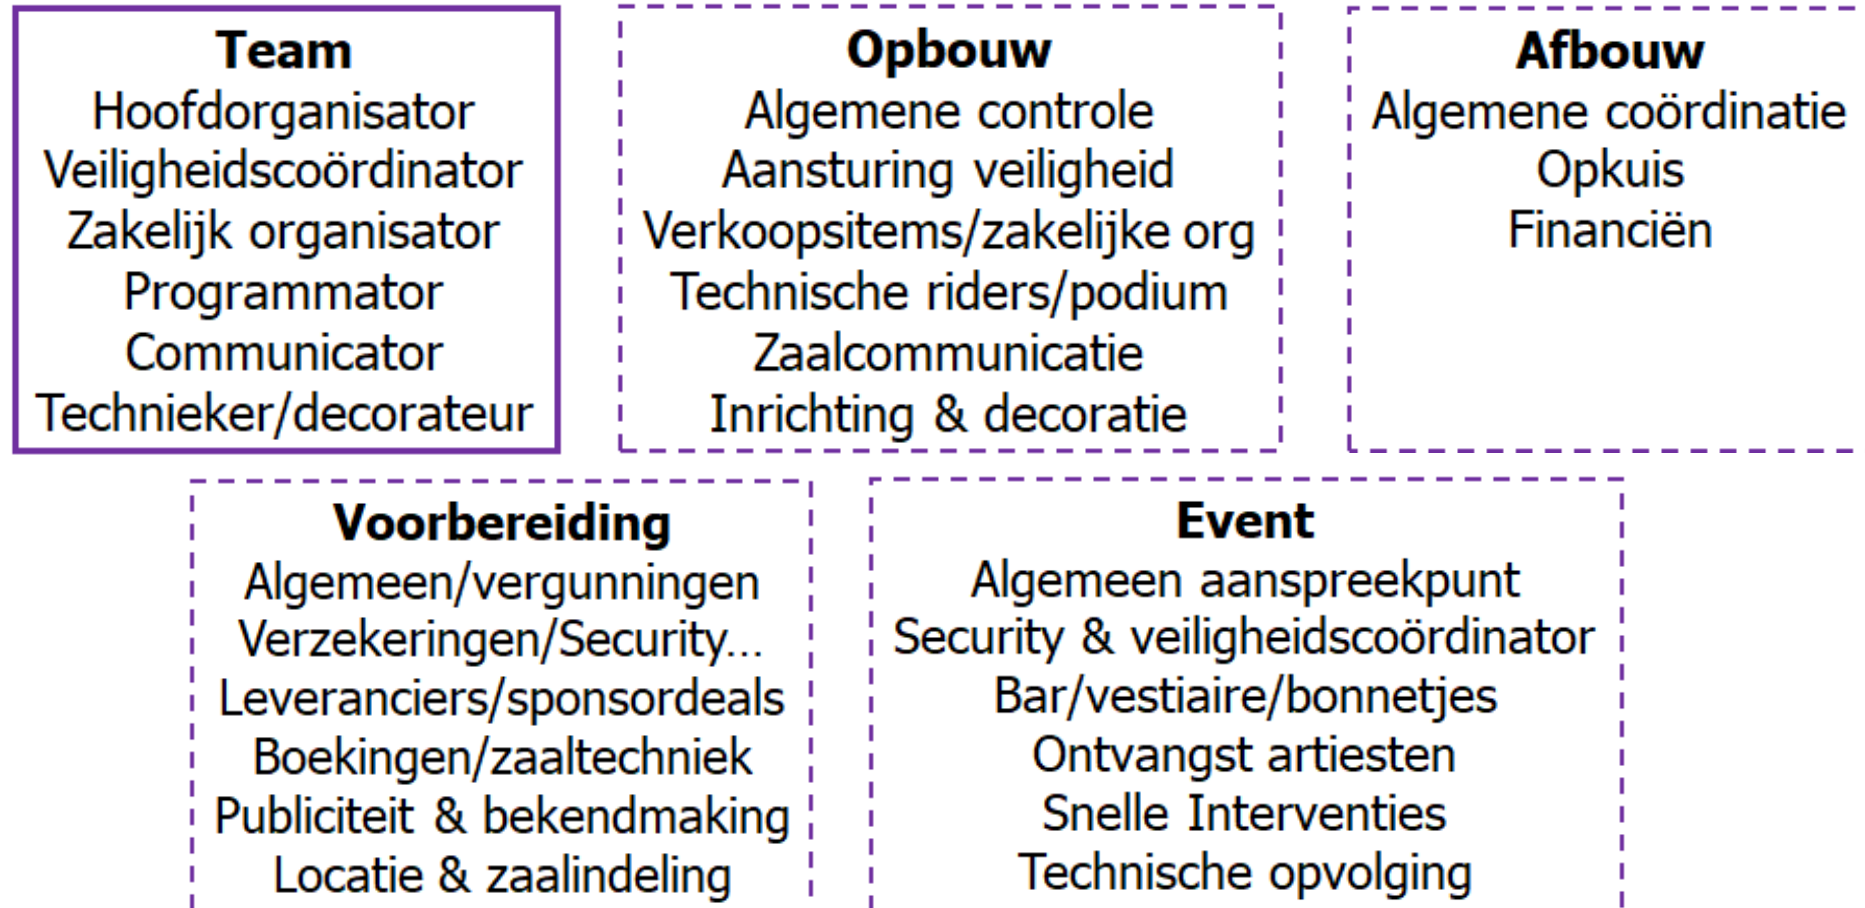 Team
Hoofdorganisator
Veiligheidscoördinator
Zakelijk organisator
Programmator
Communicator
Technieker/decorateur
Opbouw
Algemene controle
Aansturing veiligheid
Verkoopsitems/zakelijke org
Technische riders/podium
Zaalcommunicatie
Inrichting & decoratie
Afbouw
Algemene coördinatie
Opkuis
Financiën
Voorbereiding
Algemeen/vergunningen
Verzekeringen/Security...
Leveranciers/sponsordeals
Boekingen/zaaltechniek
Publiciteit & bekendmaking
Locatie & zaalindeling
Event
Algemeen aanspreekpunt
Security & veiligheidscoördinator
Bar/vestiaire/bonnetjes
Ontvangst artiesten
Snelle Interventies
Technische opvolging